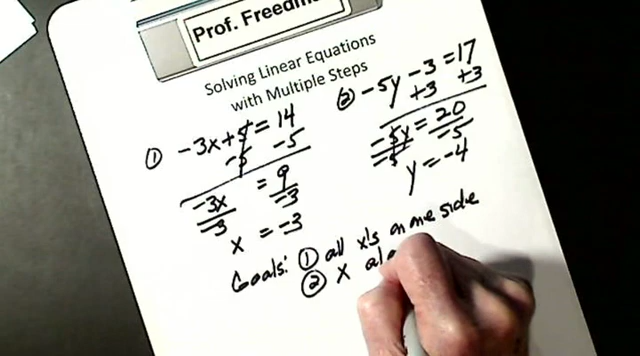 Prof.
Solving Linear Equations
with Multiple Steps
① -3x+5=14
-5 -5
-3x/-3 = 9/-3
x = -3
② -5y -3 =17
+3 +3
-5y/-5 = 20/-5
y = -4
Goals: ① all x's on one side
② x